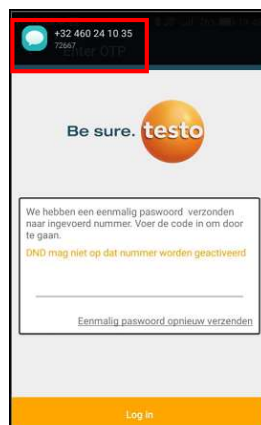 +32 460 24 10 35
72667
Enter OTP
Be sure. testo
We hebben een eenmalig paswoord verzonden
naar ingevoerd nummer. Voer de code in om door
te gaan.
DND mag niet op dat nummer worden geactiveerd
Eenmalig paswoord opnieuw verzenden
Log in